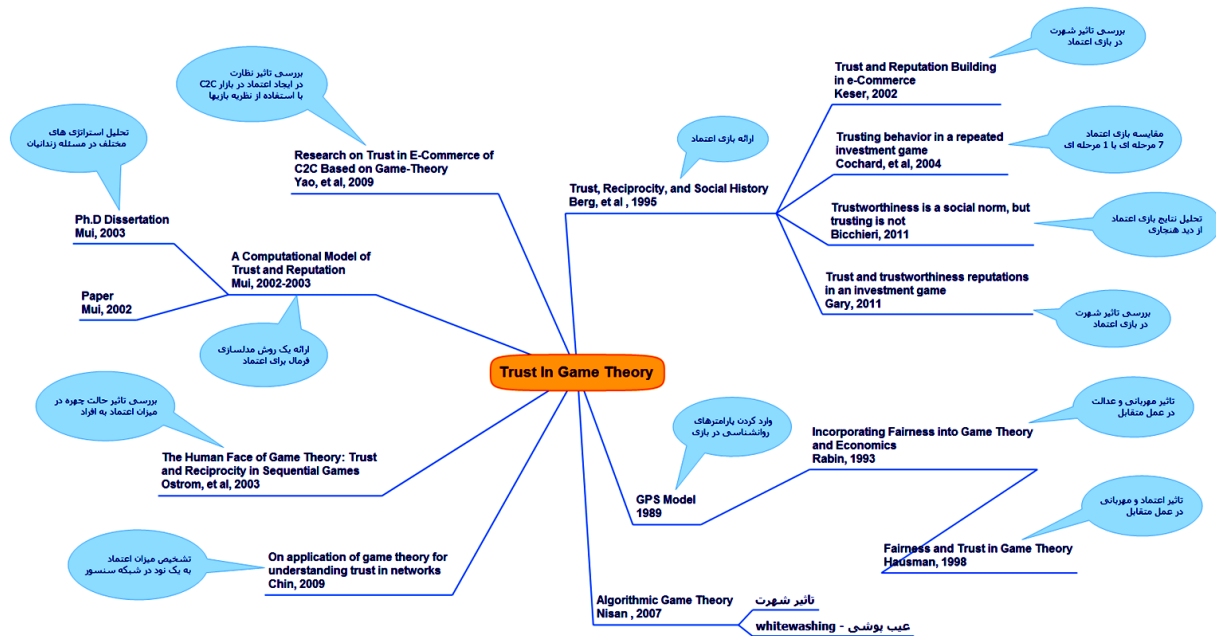 Trust In Game Theory
بررسی تاثیر نظارت
در ایجاد اعتماد در بازار C2C
با استفاده از نظریه بازیها
Research on Trust in E-Commerce of
C2C Based on Game-Theory
Yao, et al, 2009
تحلیل استراتژی های
مختلف در مسئله زندانیان
Ph.D Dissertation
Mui, 2003
A Computational Model of
Trust and Reputation
Mui, 2002-2003
Paper
Mui, 2002
ارائه یک روش مدلسازی
فرمال برای اعتماد
بررسی تاثیر حالت چهره در
میزان اعتماد به افراد
The Human Face of Game Theory: Trust
and Reciprocity in Sequential Games
Ostrom, et al, 2003
تشخیص میزان اعتماد
به یک نود در شبکه سنسور
On application of game theory for
understanding trust in networks
Chin, 2009
ارائه بازی اعتماد
Trust, Reciprocity, and Social History
Berg, et al , 1995
بررسی تاثیر شهرت
در بازی اعتماد
Trust and Reputation Building
in e-Commerce
Keser, 2002
مقایسه بازی اعتماد
7 مرحله ای با 1 مرحله ای
Trusting behavior in a repeated
investment game
Cochard, et al, 2004
تحلیل نتایج بازی اعتماد
از دید هنجاری
Trustworthiness is a social norm, but
trusting is not
Bicchieri, 2011
Trust and trustworthiness reputations
in an investment game
Gary, 2011
بررسی تاثیر شهرت
در بازی اعتماد
وارد کردن پارامترهای
روانشناسی در بازی
GPS Model
1989
تاثیر مهربانی و عدالت
در عمل متقابل
Incorporating Fairness into Game Theory
and Economics
Rabin, 1993
تاثیر اعتماد و مهربانی
در عمل متقابل
Fairness and Trust in Game Theory
Hausman, 1998
Algorithmic Game Theory
Nisan , 2007
تاثیر شهرت
عیب پوشی - whitewashing